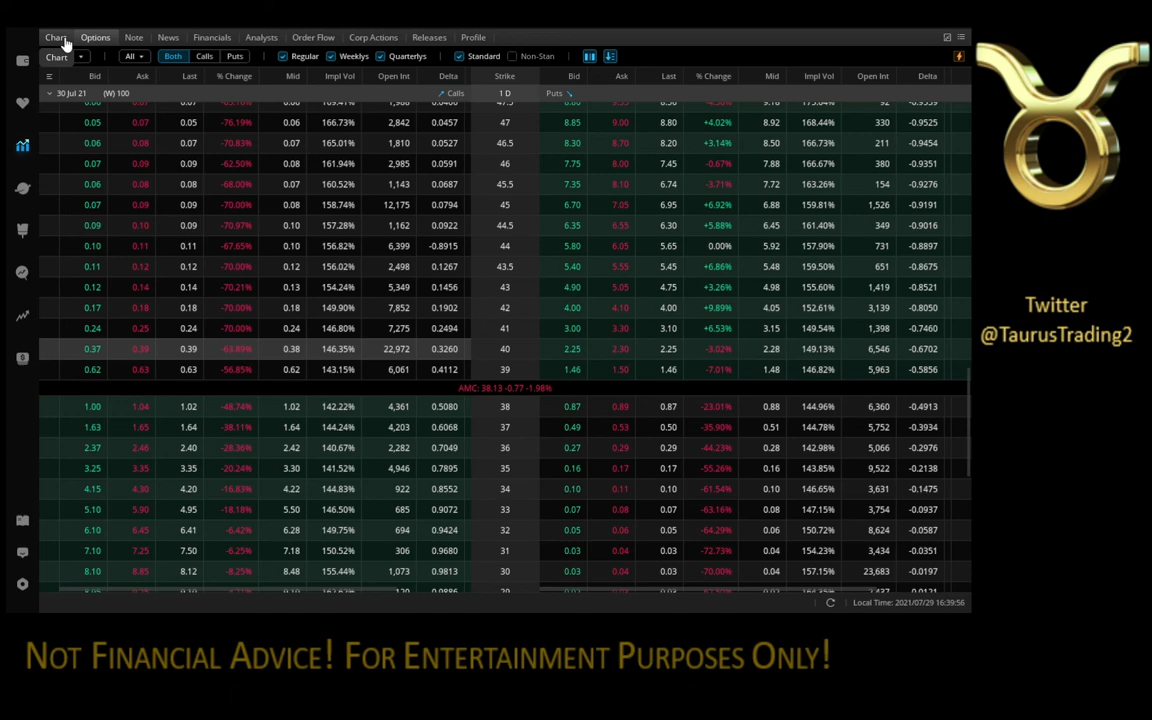 Chart Options Note News Financials Analysts Order Flow Corp Actions Releases Profile
Chart All Both Calls Puts Regular Weeklys Quarterlys Standard Non-Stan
Bid Ask Last % Change Mid Impl Vol Open Int Delta Strike Bid Ask Last % Change Mid Impl Vol Open Int Delta
30 Jul 21 (W) 100 Calls 1 D Puts
0.05 0.07 0.05 -76.19% 0.06 166.73% 2,842 0.0457 47 8.85 9.00 8.80 +4.02% 8.92 168.44% 330 -0.9525
0.06 0.08 0.08 -70.83% 0.07 165.01% 1,810 0.0527 46.5 8.30 8.70 8.20 +3.14% 8.50 166.73% 211 -0.9454
0.07 0.09 0.09 -62.50% 0.08 161.94% 2,985 0.0591 46 7.75 8.00 7.45 -0.67% 7.88 166.67% 380 -0.9351
0.06 0.08 0.08 -68.00% 0.07 160.52% 1,143 0.0687 45.5 7.35 8.10 6.74 -3.71% 7.72 163.26% 154 -0.9276
0.07 0.09 0.09 -70.00% 0.08 158.74% 12,175 0.0794 45 6.70 7.05 6.95 +6.92% 6.88 159.81% 1,526 -0.9191
0.09 0.10 0.09 -70.97% 0.09 157.28% 1,162 0.0922 44.5 6.35 6.55 6.30 +5.88% 6.45 161.40% 349 -0.9016
0.10 0.11 0.11 -67.65% 0.10 156.82% 6,399 -0.8915 44 5.80 6.05 5.65 0.00% 5.92 157.90% 731 -0.8897
0.11 0.12 0.12 -70.00% 0.12 156.02% 2,498 0.1267 43.5 5.40 5.55 5.45 +6.86% 5.48 159.50% 651 -0.8675
0.12 0.14 0.14 -70.21% 0.13 154.24% 5,349 0.1456 43 4.90 5.05 4.75 +3.26% 4.98 155.60% 1,419 -0.8521
0.17 0.18 0.18 -70.00% 0.17 149.90% 7,852 0.1902 42 4.00 4.10 4.00 +9.89% 4.05 152.61% 3,139 -0.8050
0.24 0.25 0.24 -70.00% 0.24 146.80% 7,275 0.2494 41 3.00 3.30 3.10 +6.53% 3.15 149.54% 1,398 -0.7460
0.37 0.39 0.39 -63.89% 0.38 146.35% 22,972 0.3260 40 2.25 2.30 2.25 -3.02% 2.28 149.13% 6,546 -0.6702
0.62 0.63 0.63 -56.85% 0.62 143.15% 6,061 0.4112 39 1.46 1.50 1.46 -7.01% 1.48 146.82% 5,963 -0.5856
AMC: 38.13 -0.77 -1.98%
1.00 1.04 1.02 -48.74% 1.02 142.22% 4,361 0.5080 38 0.87 0.89 0.87 -23.01% 0.88 144.96% 6,360 -0.4913
1.63 1.65 1.64 -38.11% 1.64 144.24% 4,203 0.6068 37 0.49 0.53 0.50 -35.90% 0.51 144.78% 5,752 -0.3934
2.37 2.46 2.40 -28.36% 2.42 140.67% 2,282 0.7049 36 0.27 0.29 0.27 -44.23% 0.28 142.98% 5,066 -0.2976
3.25 3.35 3.35 -20.24% 3.30 141.52% 4,946 0.7895 35 0.16 0.17 0.17 -55.26% 0.16 143.85% 9,522 -0.2138
4.15 4.30 4.20 -16.83% 4.22 144.83% 922 0.8552 34 0.10 0.11 0.10 -61.54% 0.10 146.65% 3,631 -0.1475
5.10 5.90 4.95 -18.18% 5.50 146.50% 685 0.9072 33 0.07 0.08 0.07 -63.16% 0.08 147.15% 3,754 -0.0937
6.10 6.45 6.41 -6.42% 6.28 149.75% 694 0.9424 32 0.05 0.06 0.05 -64.29% 0.06 150.72% 8,624 -0.0587
7.10 7.25 7.50 -6.25% 7.18 150.52% 306 0.9680 31 0.03 0.04 0.03 -72.73% 0.04 154.23% 3,434 -0.0351
8.10 8.85 8.12 -8.25% 8.48 155.44% 1,073 0.9813 30 0.03 0.04 0.03 -70.00% 0.04 157.15% 23,683 -0.0197
Local Time: 2021/07/29 16:39:56
Twitter
@TaurusTrading2
Not Financial Advice! For Entertainment Purposes Only!